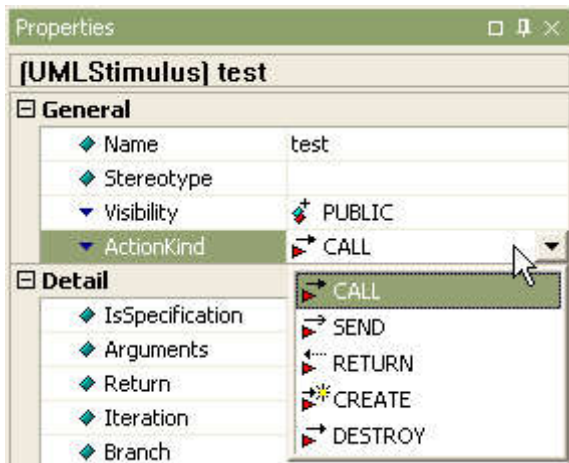 Properties
(UMLStimulus) test
General
Name test
Stereotype
Visibility PUBLIC
ActionKind CALL
Detail
CALL
IsSpecification
SEND
Arguments
RETURN
Return
CREATE
Iteration
DESTROY
Branch